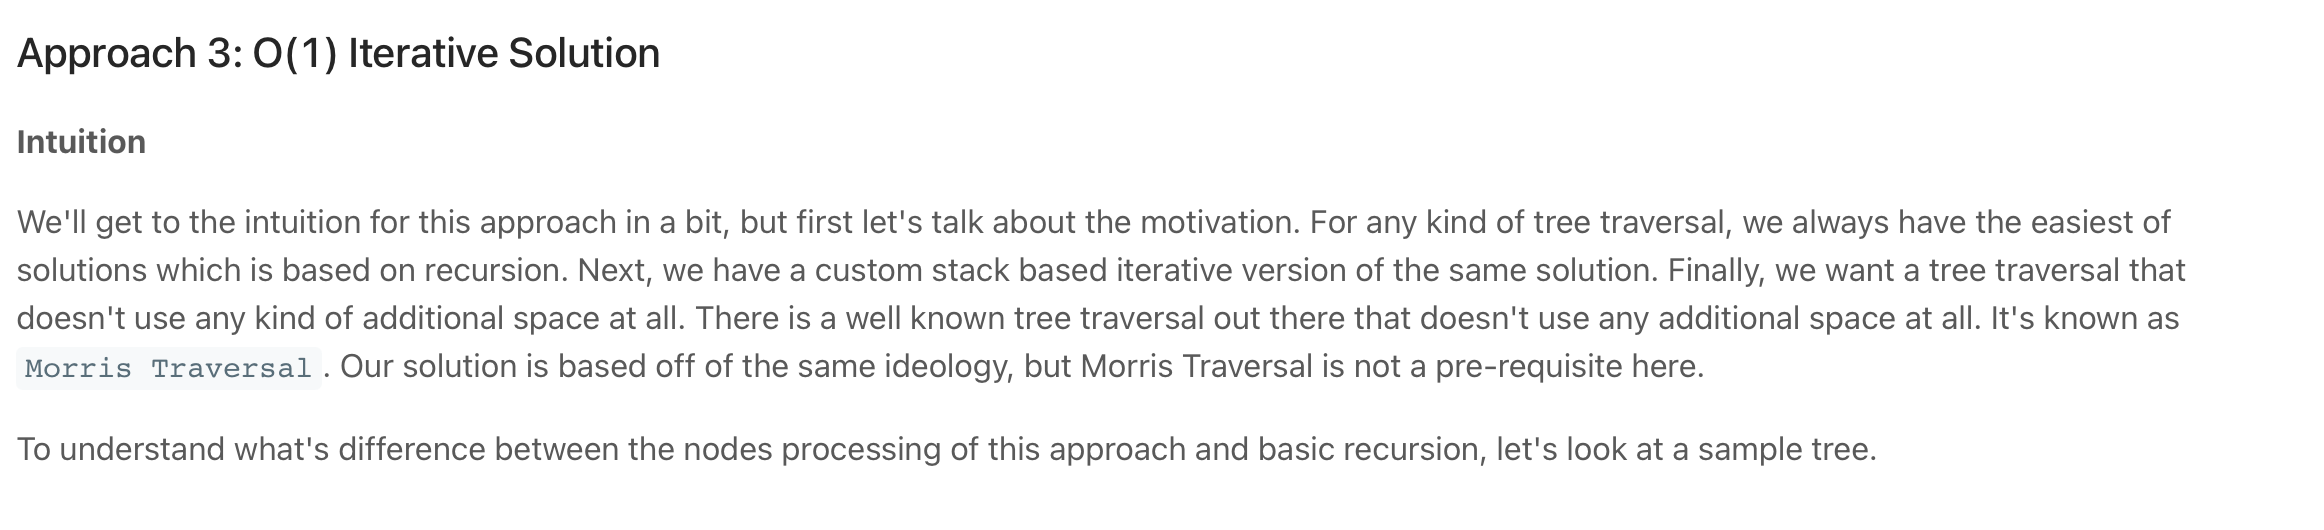 Approach 3: O(1) Iterative Solution
Intuition
We'll get to the intuition for this approach in a bit, but first let's talk about the motivation. For any kind of tree traversal, we always have the easiest of
solutions which is based on recursion. Next, we have a custom stack based iterative version of the same solution. Finally, we want a tree traversal that
doesn't use any kind of additional space at all. There is a well known tree traversal out there that doesn't use any additional space at all. It's known as
Morris Traversal. Our solution is based off of the same ideology, but Morris Traversal is not a pre-requisite here.
To understand what's difference between the nodes processing of this approach and basic recursion, let's look at a sample tree.